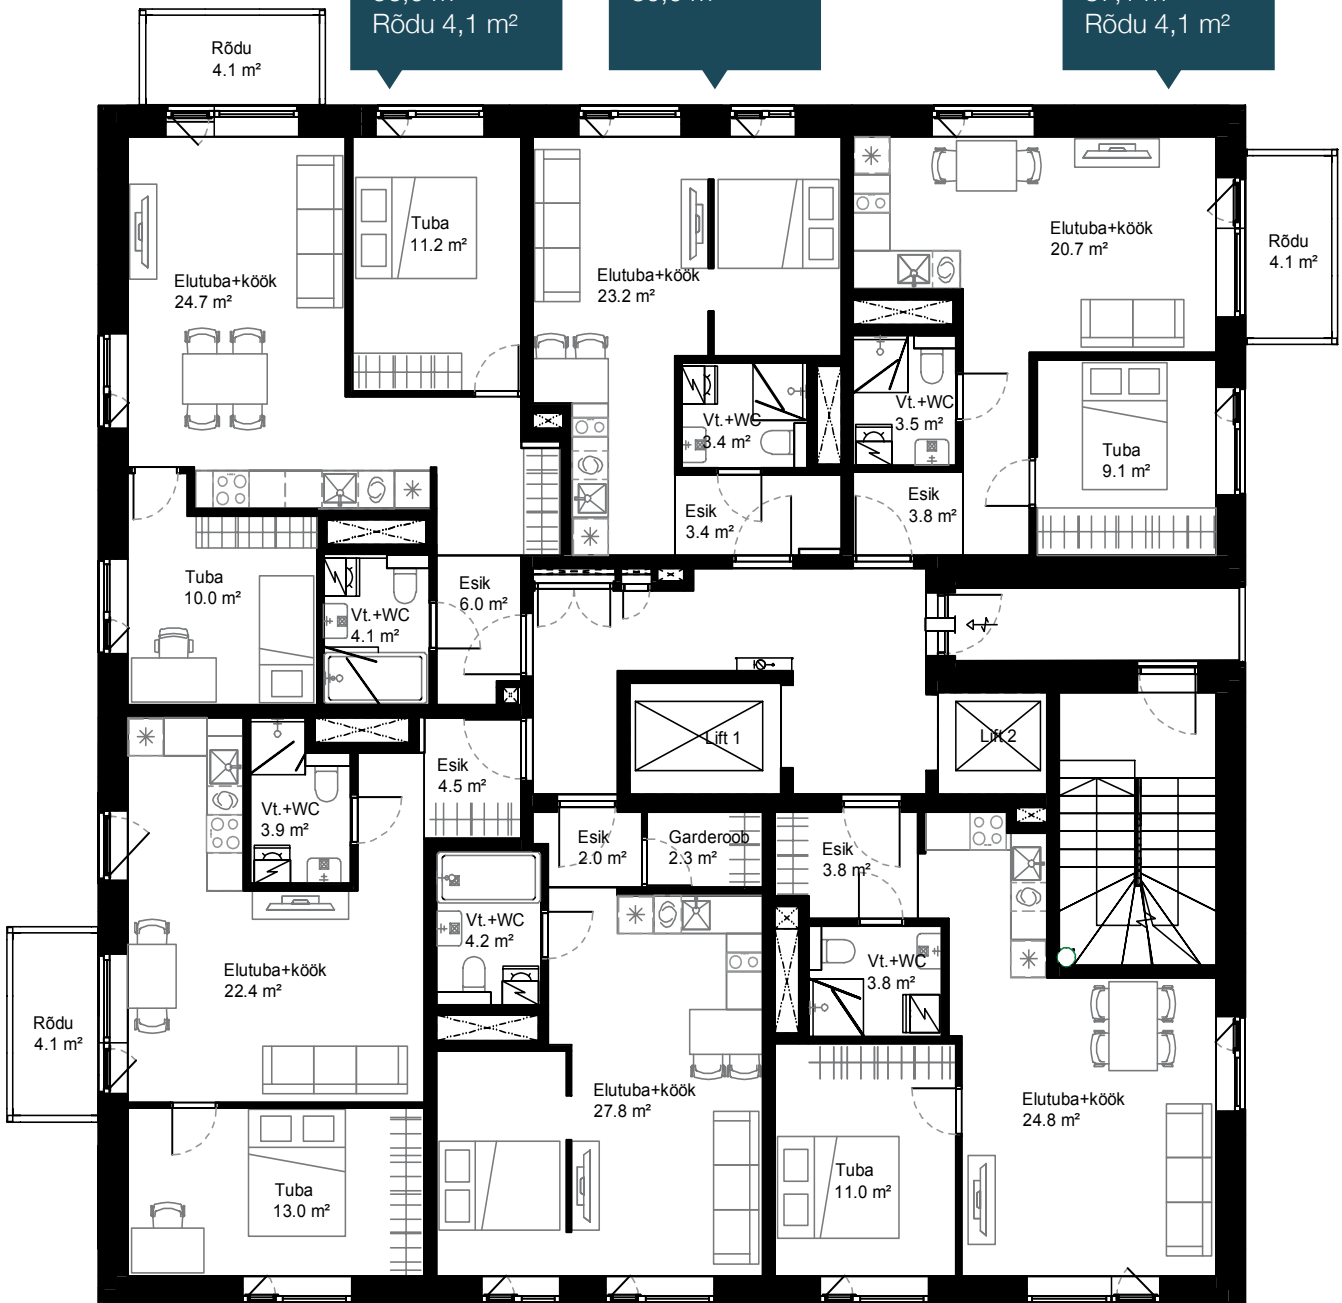 Rõdu 4,1 m²
Rõdu 4,1 m²
Rõdu
4.1 m²
Tuba
11.2 m²
Elutuba+köök
24.7 m²
Elutuba+köök
23.2 m²
Elutuba+köök
20.7 m²
Rõdu
4.1 m²
Vt.+WC
3.4 m²
Vt.+WC
3.5 m²
Tuba
9.1 m²
Esik
3.4 m²
Esik
3.8 m²
Tuba
10.0 m²
Vt.+WC
4.1 m²
Esik
6.0 m²
Lift 1
Lift 2
Esik
4.5 m²
Vt.+WC
3.9 m²
Esik
2.0 m²
Garderoob
2.3 m²
Esik
3.8 m²
Vt.+WC
4.2 m²
Vt.+WC
3.8 m²
Elutuba+köök
22.4 m²
Rõdu
4.1 m²
Elutuba+köök
27.8 m²
Elutuba+köök
24.8 m²
Tuba
13.0 m²
Tuba
11.0 m²